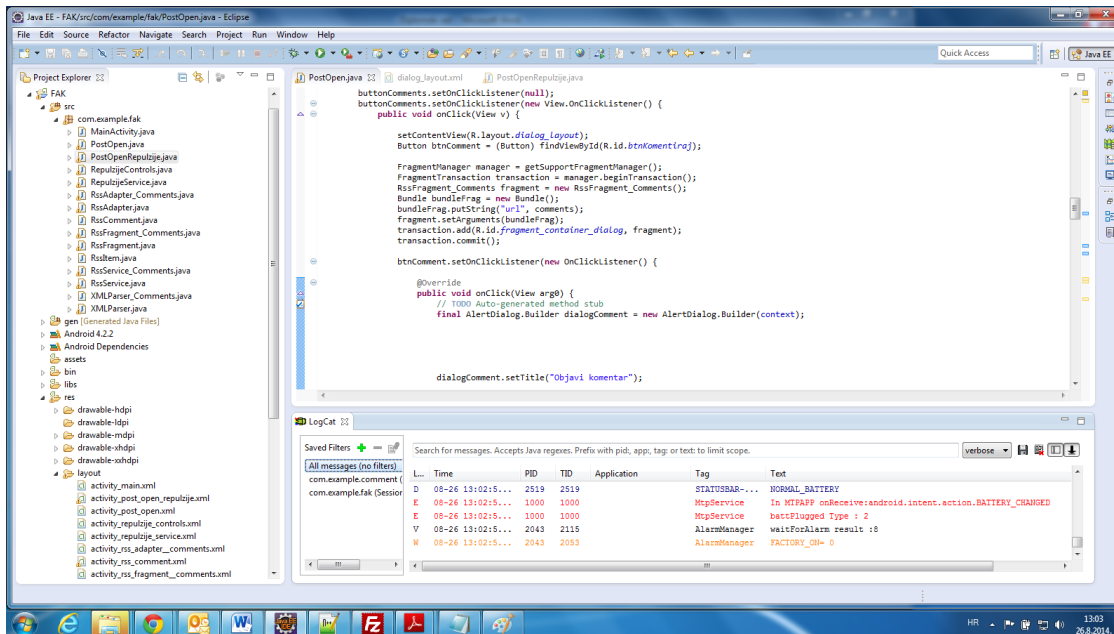 Java EE - FAK/src/com/example/fak/PostOpen.java - Eclipse
File Edit Source Refactor Navigate Search Project Run Window Help
Quick Access
Java EE
Project Explorer
FAK
src
com.example.fak
MainActivity.java
PostOpen.java
PostOpenRepulzije.java
RepulzijeControls.java
RepulzijeService.java
RssAdapter_Comments.java
RssAdapter.java
RssComment.java
RssFragment_Comments.java
RssFragment.java
RssItem.java
RssService_Comments.java
RssService.java
XMLParser_Comments.java
XMLParser.java
gen [Generated Java Files]
Android 4.2.2
Android Dependencies
assets
bin
libs
res
drawable-hdpi
drawable-ldpi
drawable-mdpi
drawable-xhdpi
drawable-xxhdpi
layout
activity_main.xml
activity_post_open_repulzije.xml
activity_post_open.xml
activity_repulzije_controls.xml
activity_repulzije_service.xml
activity_rss_adapter__comments.xml
activity_rss_comment.xml
activity_rss_fragment__comments.xml
PostOpen.java dialog_layout.xml PostOpenRepulzije.java
buttonComments.setOnClickListener(null);
buttonComments.setOnClickListener(new View.OnClickListener() {
public void onClick(View v) {
setContentView(R.layout.dialog_layout);
Button btnComment = (Button) findViewById(R.id.btnKomentiraj);
FragmentManager manager = getSupportFragmentManager();
FragmentTransaction transaction = manager.beginTransaction();
RssFragment_Comments fragment = new RssFragment_Comments();
Bundle bundleFrag = new Bundle();
bundleFrag.putString("url", comments);
fragment.setArguments(bundleFrag);
transaction.add(R.id.fragment_container_dialog, fragment);
transaction.commit();
btnComment.setOnClickListener(new OnClickListener() {
@Override
public void onClick(View arg0) {
// TODO Auto-generated method stub
final AlertDialog.Builder dialogComment = new AlertDialog.Builder(context);
dialogComment.setTitle("Objavi komentar");
LogCat
Saved Filters
All messages (no filters)
com.example.comment (
com.example.fak (Session
Search for messages. Accepts Java regexes. Prefix with pid:, app:, tag: or text: to limit scope.
verbose
L... Time PID TID Application Tag Text
D 08-26 13:02:5... 2519 2519 STATUSBAR-... NORMAL_BATTERY
E 08-26 13:02:5... 1000 1000 MtpService In MTPAPP onReceive:android.intent.action.BATTERY_CHANGED
E 08-26 13:02:5... 1000 1000 MtpService battPlugged Type : 2
V 08-26 13:02:5... 2043 2115 AlarmManager waitForAlarm result :8
W 08-26 13:02:5... 2043 2053 AlarmManager FACTORY_ON= 0
HR
13:03
26.8.2014.